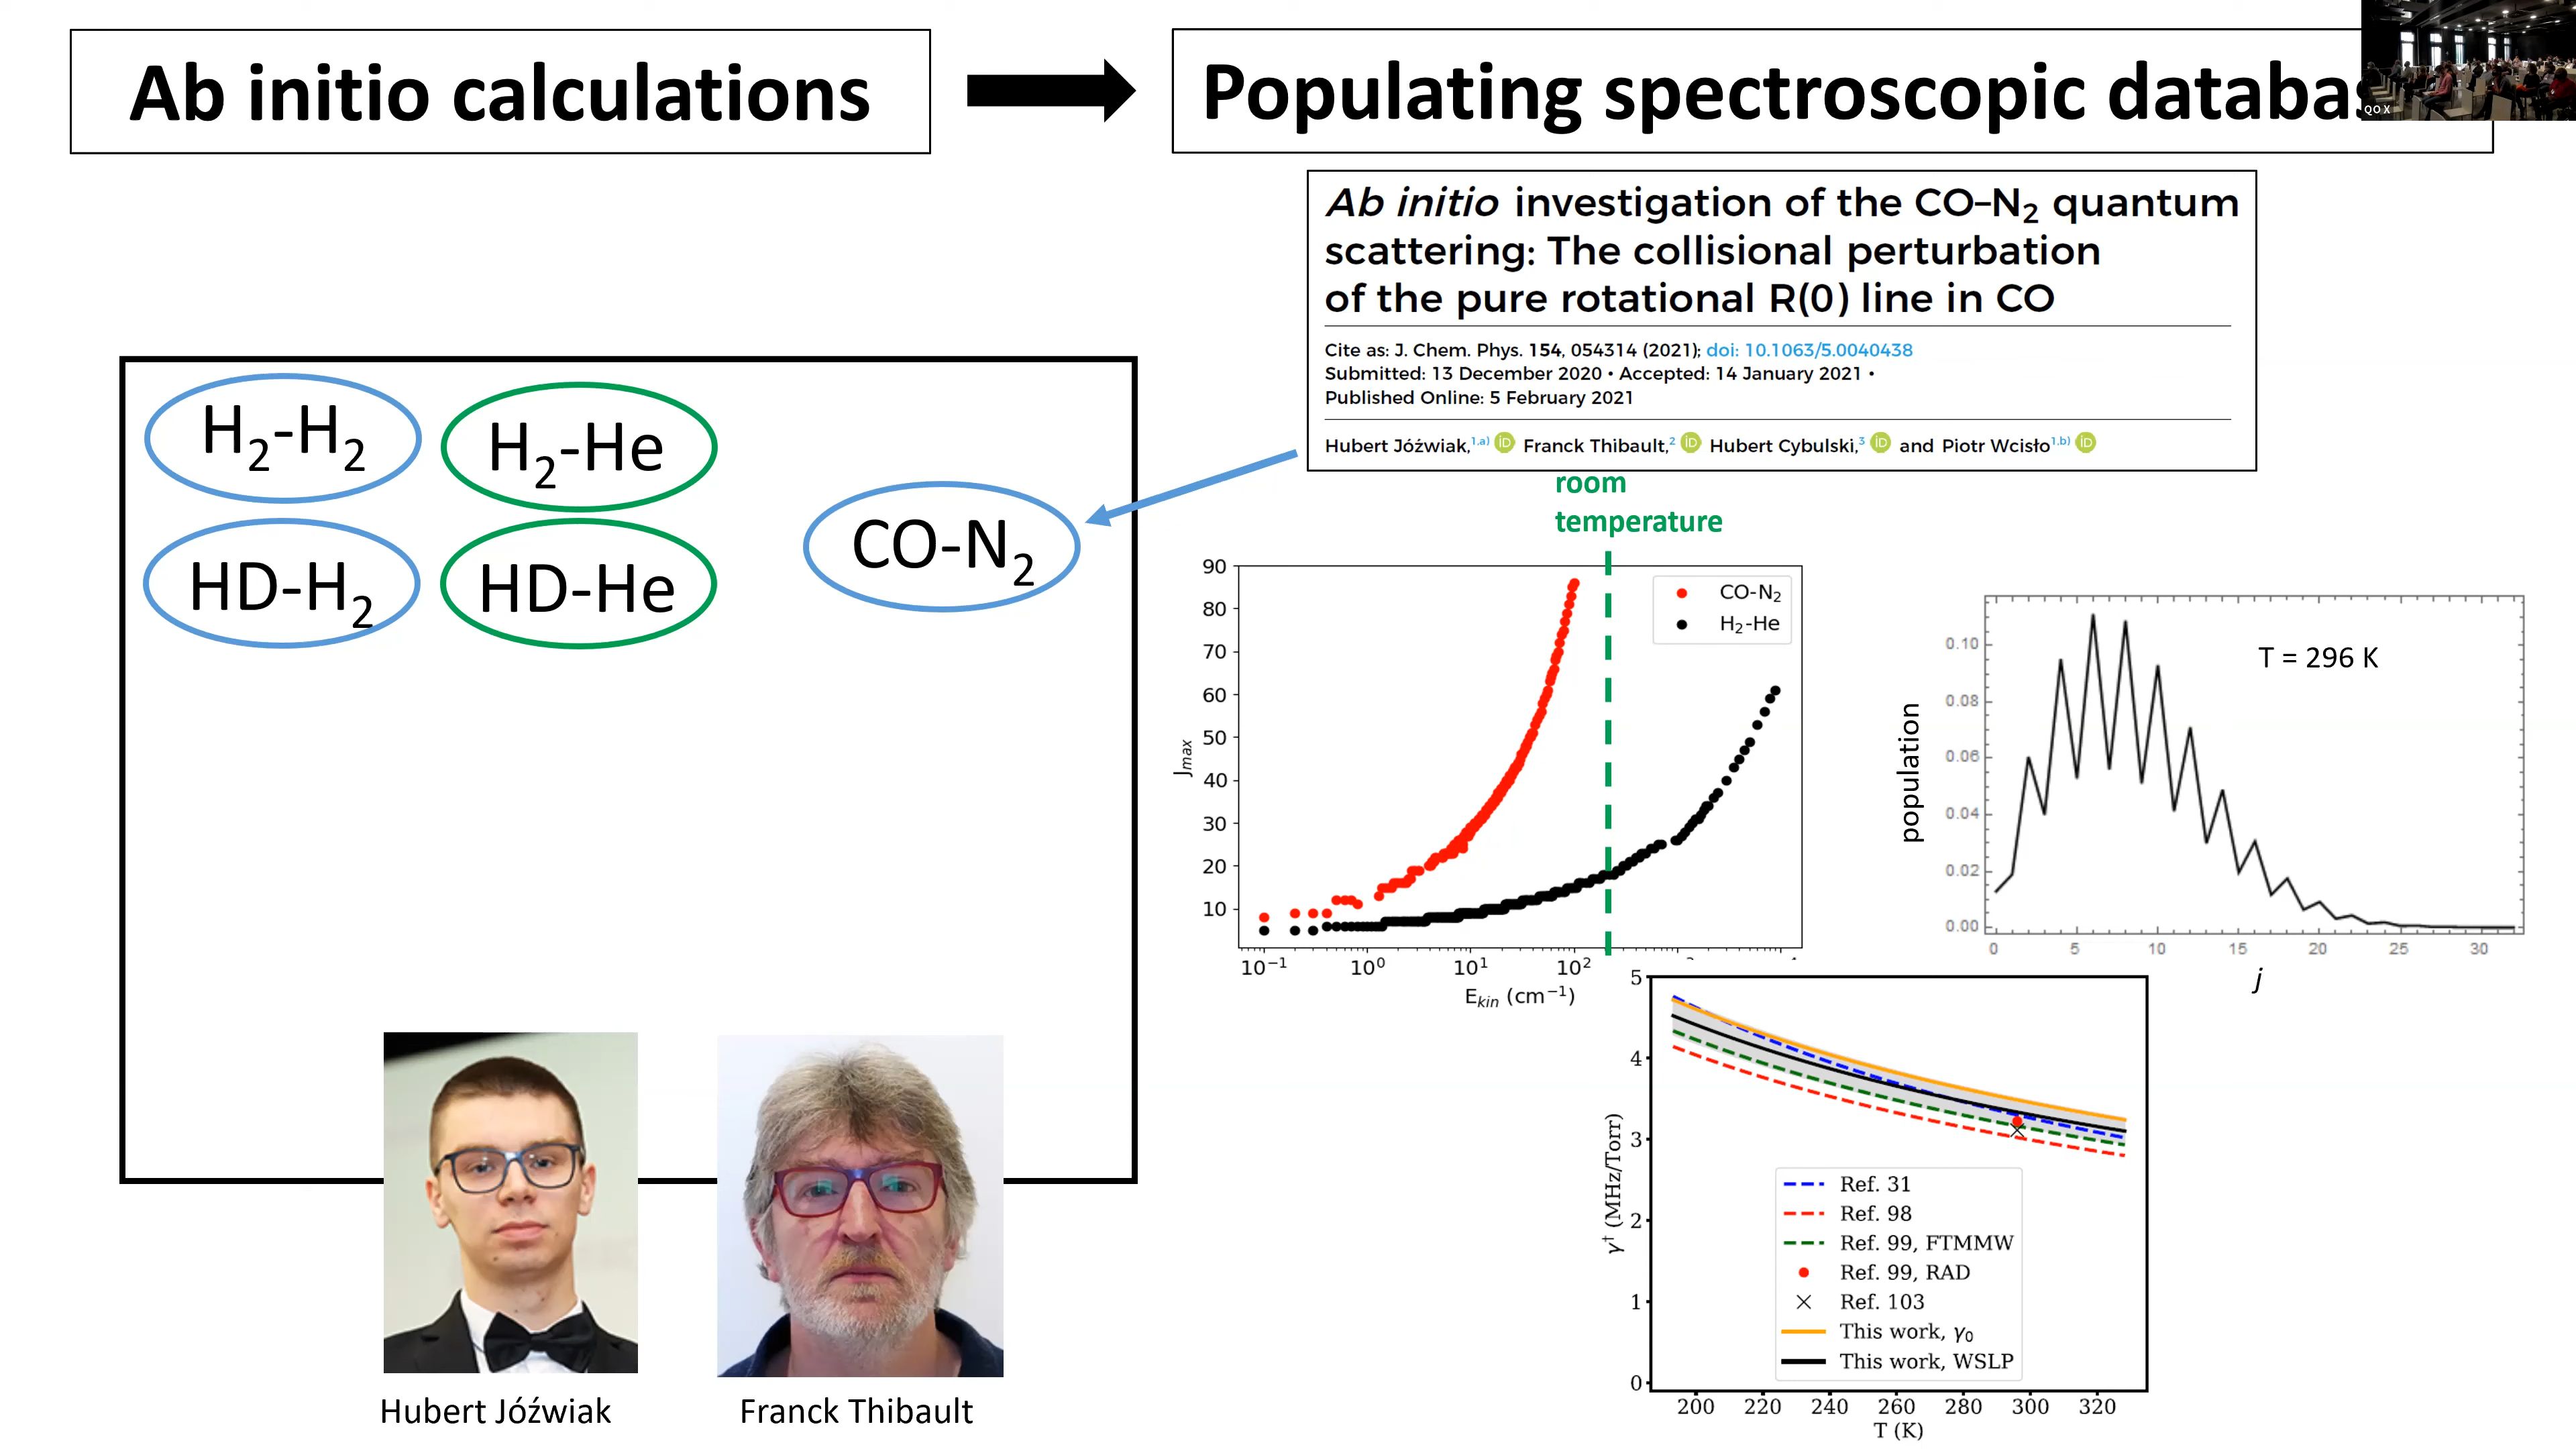 Ab initio calculations
Populating spectroscopic databas
QO X
Ab initio investigation of the CO–N2 quantum
scattering: The collisional perturbation
of the pure rotational R(0) line in CO
Cite as: J. Chem. Phys. 154, 054314 (2021); doi: 10.1063/5.0040438
Submitted: 13 December 2020 • Accepted: 14 January 2021 •
Published Online: 5 February 2021
Hubert Jóźwiak,1,a) iD Franck Thibault,2 iD Hubert Cybulski,3 iD and Piotr Wcisło1,b) iD
H2-H2
H2-He
HD-H2
HD-He
CO-N2
room
temperature
90
80
70
60
50
40
30
20
10
Jmax
CO-N2
H2-He
10−1 100 101 102
Ekin (cm−1)
population
0.10
0.08
0.06
0.04
0.02
0.00
T = 296 K
0 5 10 15 20 25 30
j
5
4
3
2
1
0
γ† (MHz/Torr)
Ref. 31
Ref. 98
Ref. 99, FTMMW
Ref. 99, RAD
Ref. 103
This work, γ0
This work, WSLP
200 220 240 260 280 300 320
T (K)
Hubert Jóźwiak
Franck Thibault